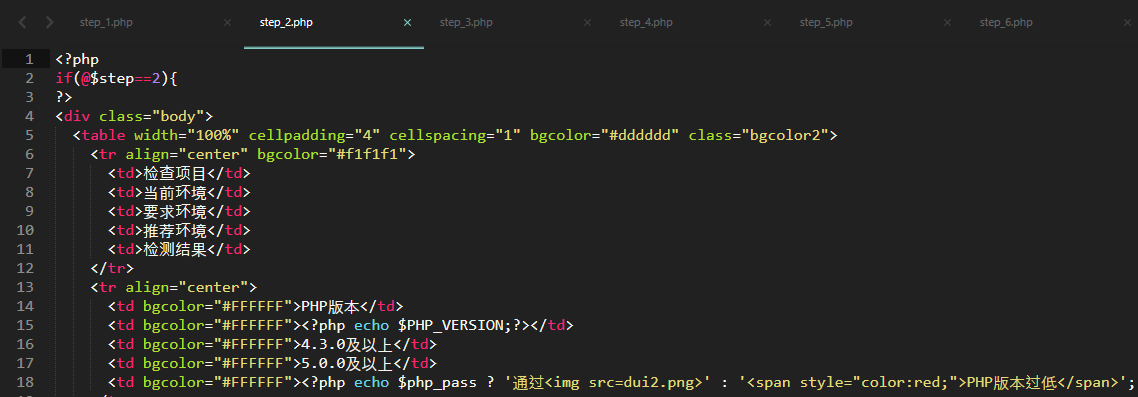 step_1.php × step_2.php × step_3.php × step_4.php × step_5.php × step_6.php ×
1 <?php
2 if(@$step==2){
3 ?>
4 <div class="body">
5 <table width="100%" cellpadding="4" cellspacing="1" bgcolor="#dddddd" class="bgcolor2">
6 <tr align="center" bgcolor="#f1f1f1">
7 <td>检查项目</td>
8 <td>当前环境</td>
9 <td>要求环境</td>
10 <td>推荐环境</td>
11 <td>检测结果</td>
12 </tr>
13 <tr align="center">
14 <td bgcolor="#FFFFFF">PHP版本</td>
15 <td bgcolor="#FFFFFF"><?php echo $PHP_VERSION;?></td>
16 <td bgcolor="#FFFFFF">4.3.0及以上</td>
17 <td bgcolor="#FFFFFF">5.0.0及以上</td>
18 <td bgcolor="#FFFFFF"><?php echo $php_pass ? '通过<img src=dui2.png>' : '<span style="color:red;">PHP版本过低</span>';